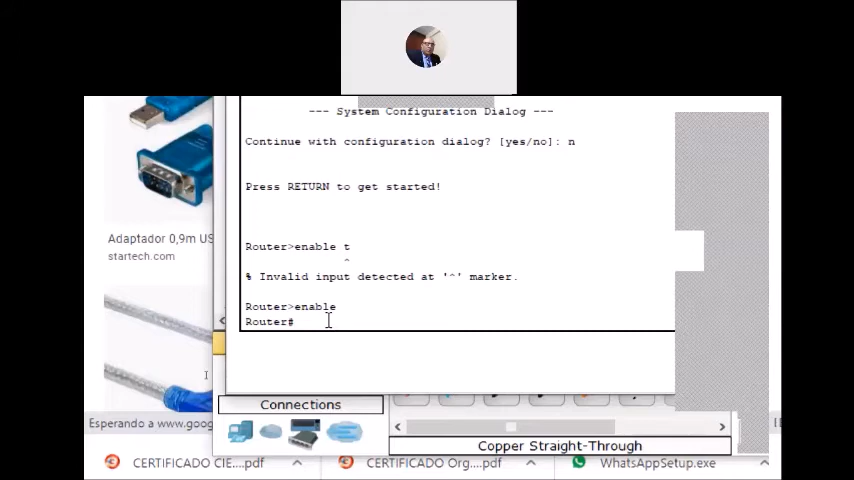 --- System Configuration Dialog ---
Continue with configuration dialog? [yes/no]: n
Press RETURN to get started!
Router>enable t
^
% Invalid input detected at '^' marker.
Router>enable
Router#
Adaptador 0,9m US
startech.com
Connections
Esperando a www.goog
Copper Straight-Through
CERTIFICADO CIE....pdf
CERTIFICADO Org....pdf
WhatsAppSetup.exe